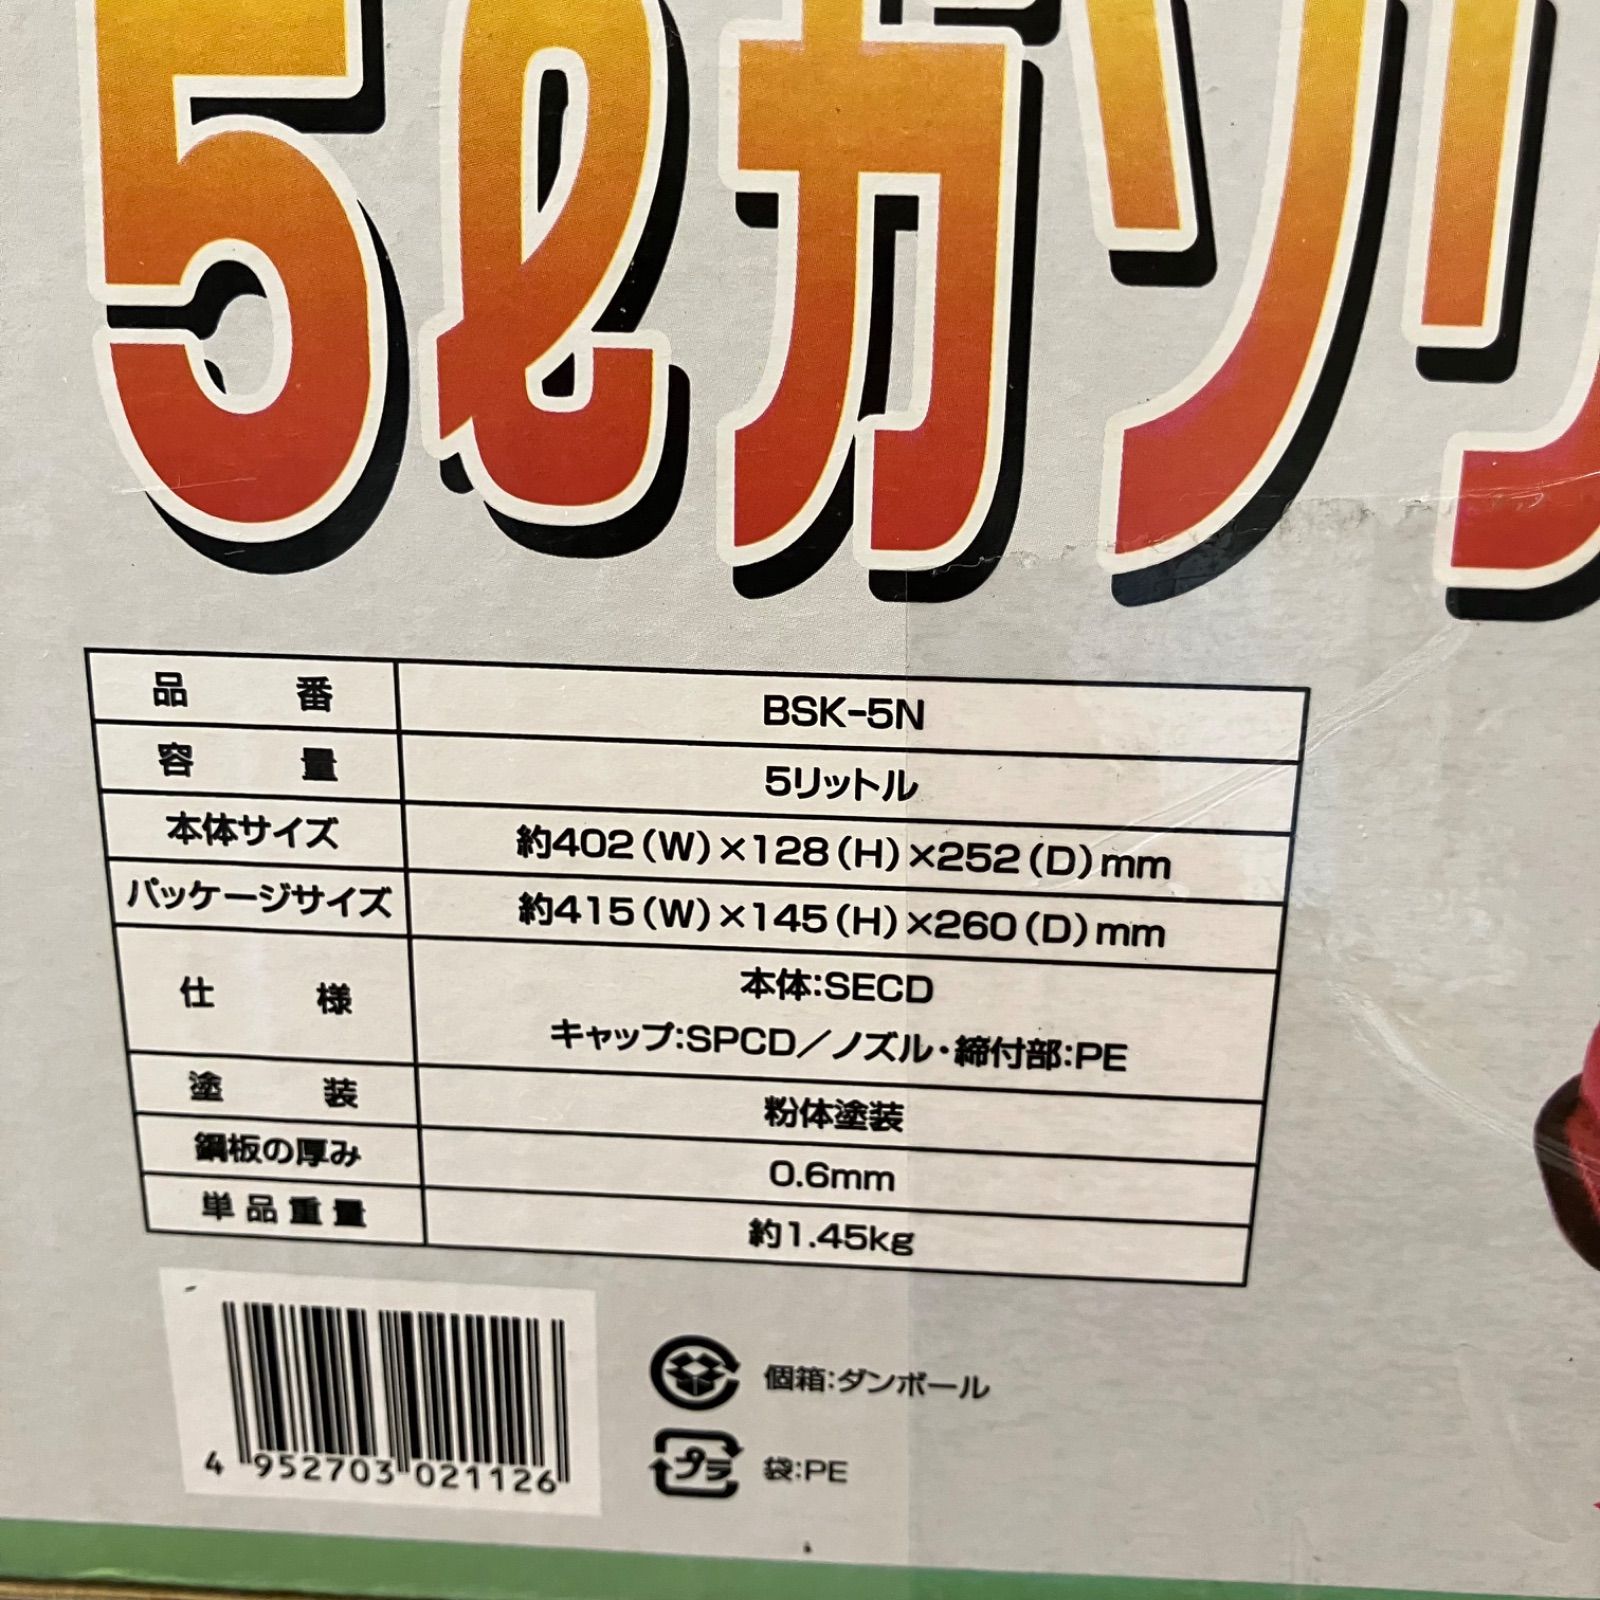 5ℓガソリ
品番 BSK-5N
容量 5リットル
本体サイズ 約402(W)×128(H)×252(D)mm
パッケージサイズ 約415(W)×145(H)×260(D)mm
仕様 本体:SECD
キャップ:SPCD/ノズル・締付部:PE
塗装 粉体塗装
鋼板の厚み 0.6mm
単品重量 約1.45kg
4 952703 021126
個箱:ダンボール
プラ 袋:PE